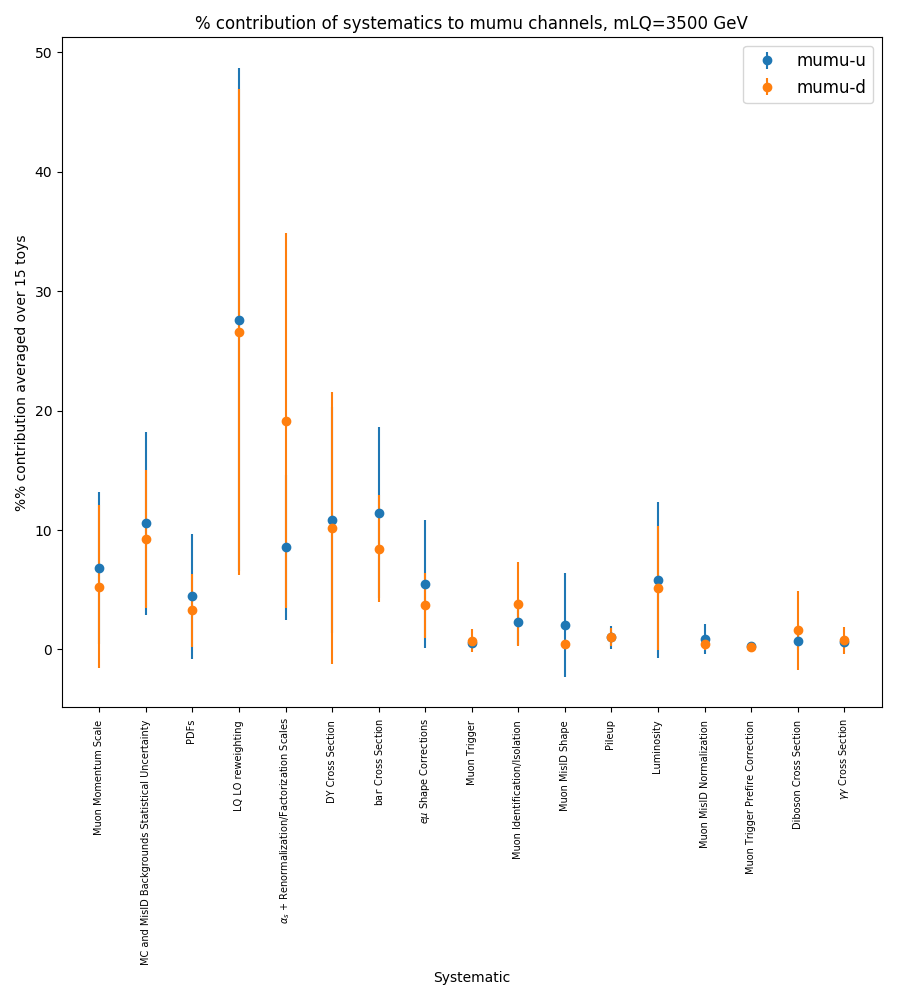 % contribution of systematics to mumu channels, mLQ=3500 GeV
mumu-u
mumu-d
%% contribution averaged over 15 toys
50
40
30
20
10
0
Muon Momentum Scale
MC and MisID Backgrounds Statistical Uncertainty
PDFs
LQ LO reweighting
αs + Renormalization/Factorization Scales
DY Cross Section
bar Cross Section
eμ Shape Corrections
Muon Trigger
Muon Identification/Isolation
Muon MisID Shape
Pileup
Luminosity
Muon MisID Normalization
Muon Trigger Prefire Correction
Diboson Cross Section
γγ Cross Section
Systematic